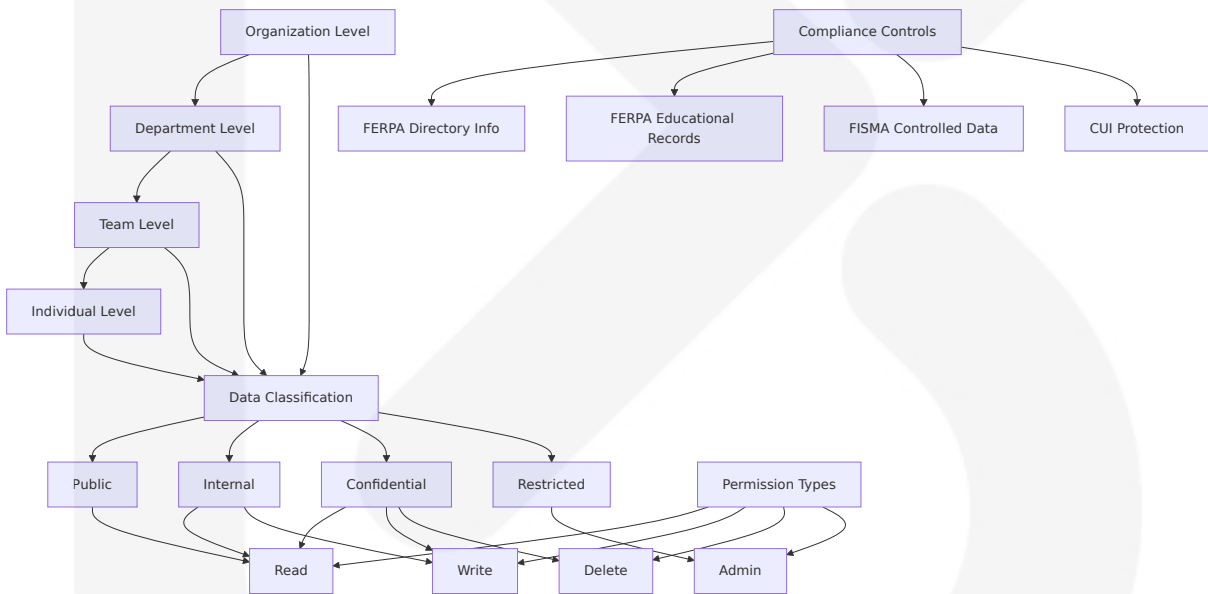 Organization Level
Compliance Controls
Department Level
FERPA Directory Info
FERPA Educational
Records
FISMA Controlled Data
CUI Protection
Team Level
Individual Level
Data Classification
Public
Internal
Confidential
Restricted
Permission Types
Read
Write
Delete
Admin